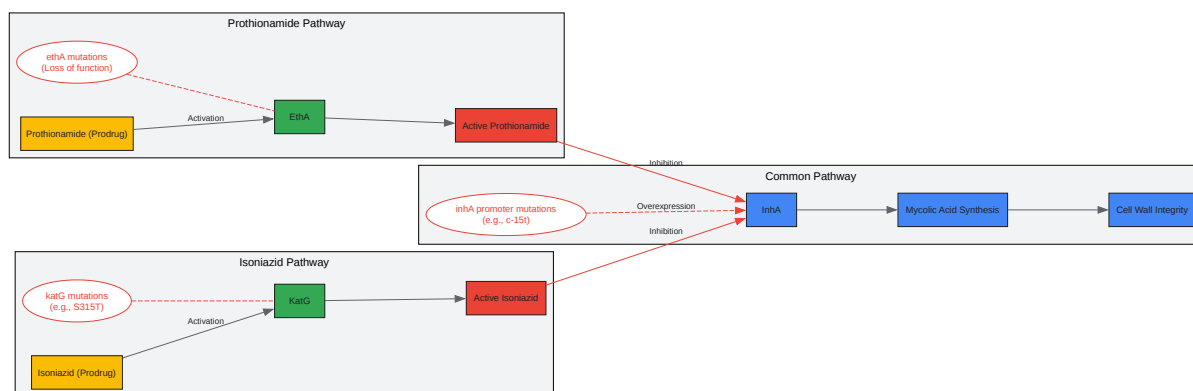 Prothionamide Pathway
ethA mutations
(Loss of function)
Prothionamide (Prodrug)
Activation
EthA
Active Prothionamide
Inhibition
Common Pathway
inhA promoter mutations
(e.g., c-15t)
Overexpression
InhA
Mycolic Acid Synthesis
Cell Wall Integrity
Inhibition
Isoniazid Pathway
katG mutations
(e.g., S315T)
KatG
Active Isoniazid
Activation
Isoniazid (Prodrug)